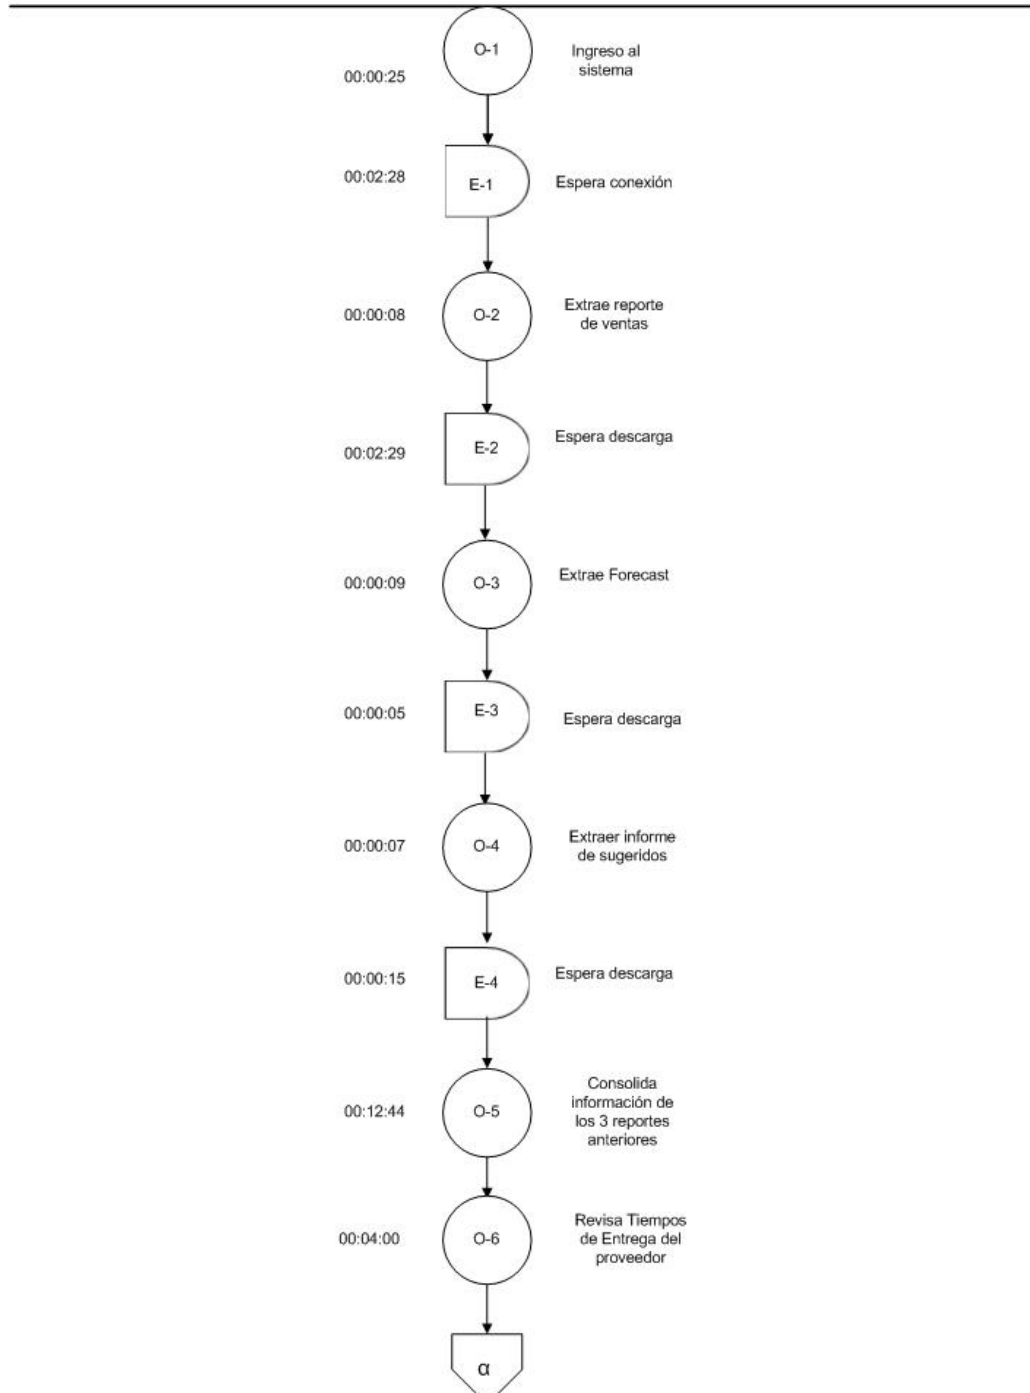 O-1
Ingreso al
sistema
00:00:25
00:02:28
E-1
Espera conexión
00:00:08
O-2
Extrae reporte
de ventas
00:02:29
E-2
Espera descarga
00:00:09
O-3
Extrae Forecast
00:00:05
E-3
Espera descarga
00:00:07
O-4
Extraer informe
de sugeridos
00:00:15
E-4
Espera descarga
00:12:44
O-5
Consolida
información de
los 3 reportes
anteriores
00:04:00
O-6
Revisa Tiempos
de Entrega del
proveedor
α